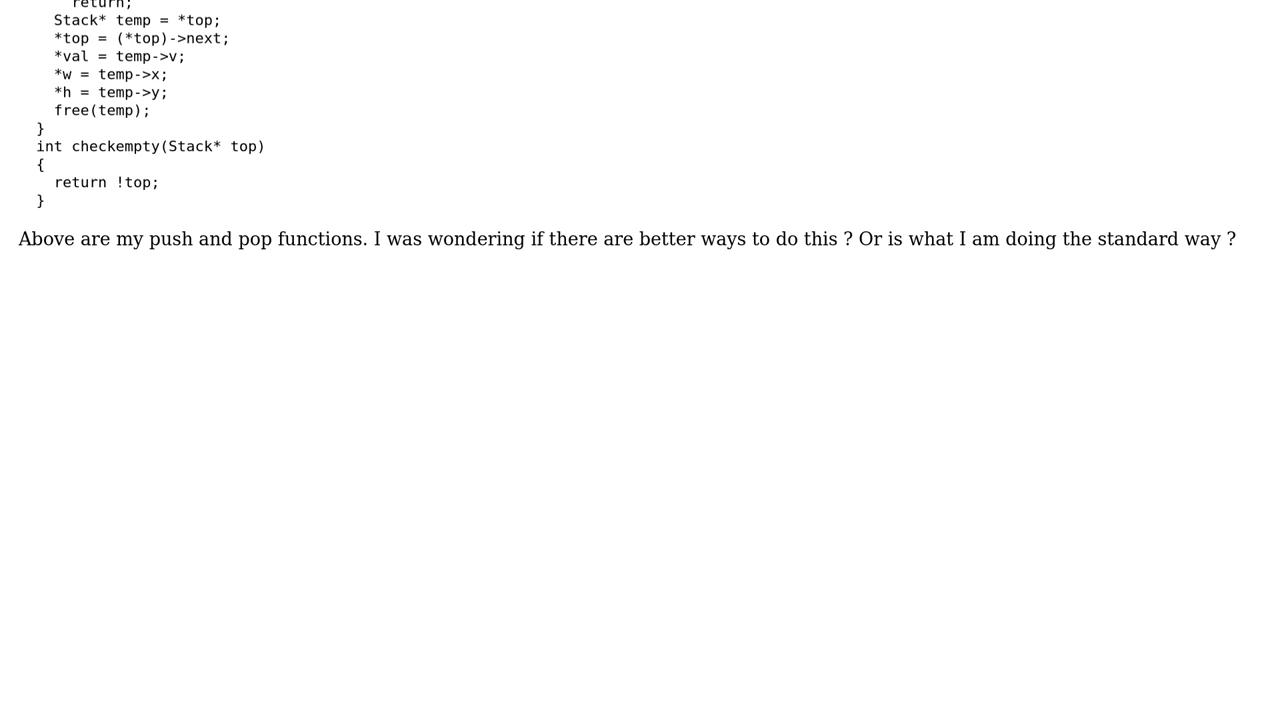 return;
Stack* temp = *top;
*top = (*top)->next;
*val = temp->v;
*w = temp->x;
*h = temp->y;
free(temp);
}
int checkempty(Stack* top)
{
return !top;
}
Above are my push and pop functions. I was wondering if there are better ways to do this ? Or is what I am doing the standard way ?